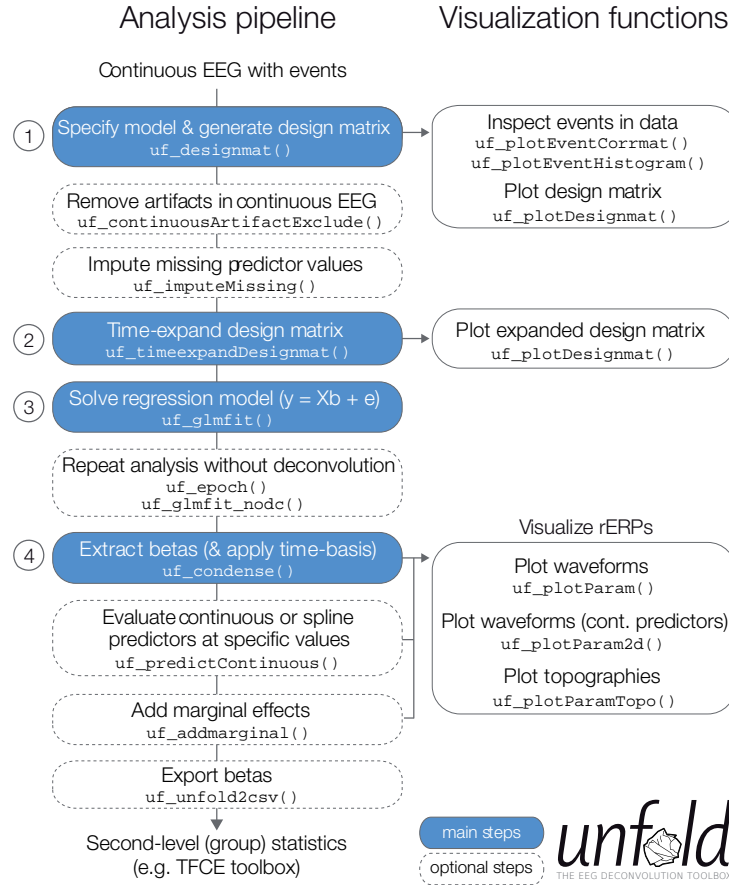 Analysis pipeline
Visualization functions
Continuous EEG with events
1
Specify model & generate design matrix
uf_designmat()
Inspect events in data
uf_plotEventCorrmat()
uf_plotEventHistogram()
Plot design matrix
uf_plotDesignmat()
Remove artifacts in continuous EEG
uf_continuousArtifactExclude()
Impute missing predictor values
uf_imputeMissing()
2
Time-expand design matrix
uf_timeexpandDesignmat()
Plot expanded design matrix
uf_plotDesignmat()
3
Solve regression model (y = Xb + e)
uf_glmfit()
Repeat analysis without deconvolution
uf_epoch()
uf_glmfit_nodc()
4
Extract betas (& apply time-basis)
uf_condense()
Visualize rERPs
Plot waveforms
uf_plotParam()
Plot waveforms (cont. predictors)
uf_plotParam2d()
Plot topographies
uf_plotParamTopo()
Evaluate continuous or spline
predictors at specific values
uf_predictContinuous()
Add marginal effects
uf_addmarginal()
Export betas
uf_unfold2csv()
Second-level (group) statistics
(e.g. TFCE toolbox)
main steps
optional steps
unfold
THE EEG DECONVOLUTION TOOLBOX